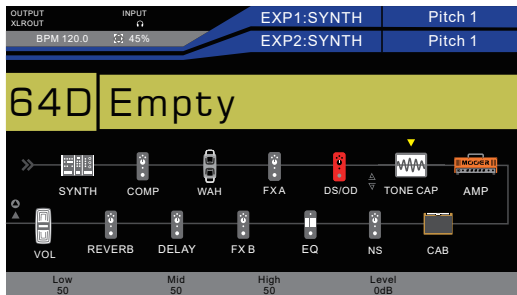 OUTPUT INPUT EXP1:SYNTH Pitch 1
XLROUT
BPM 120.0 45% EXP2:SYNTH Pitch 1
64D Empty
MOOER
SYNTH COMP WAH FX A DS/OD TONE CAP AMP
VOL REVERB DELAY FX B EQ NS CAB
Low Mid High Level
50 50 50 0dB